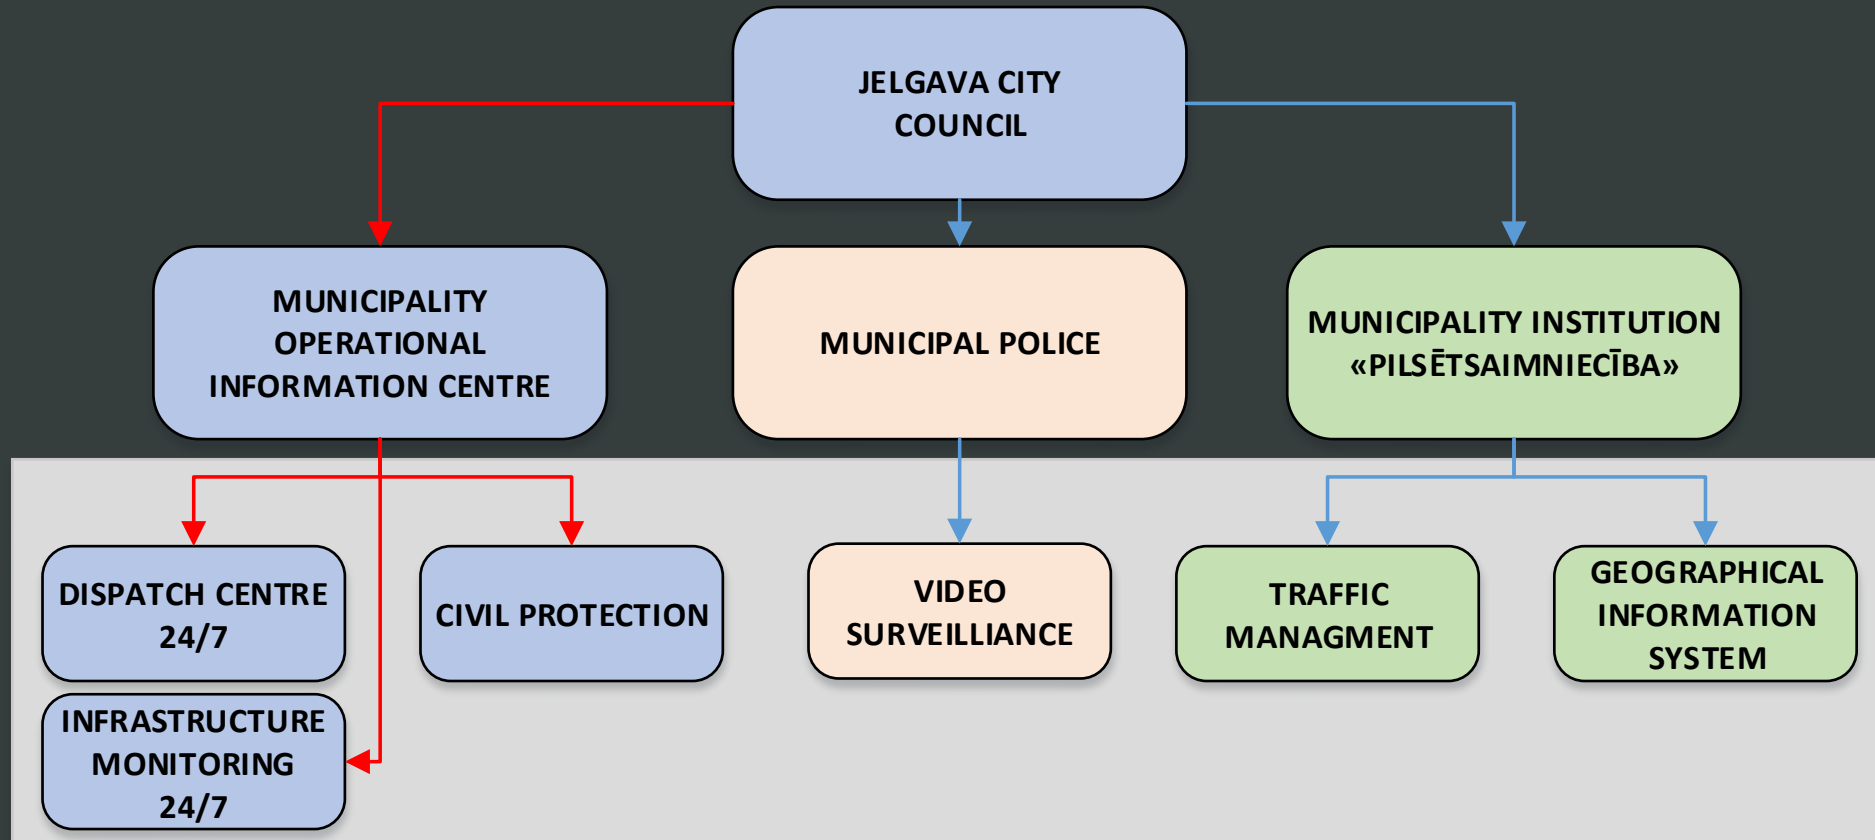 JELGAVA CITY
COUNCIL
MUNICIPALITY
OPERATIONAL
INFORMATION CENTRE
MUNICIPAL POLICE
MUNICIPALITY INSTITUTION
«PILSĒTSAIMNIECĪBA»
DISPATCH CENTRE
24/7
CIVIL PROTECTION
VIDEO
SURVEILLIANCE
TRAFFIC
MANAGMENT
GEOGRAPHICAL
INFORMATION
SYSTEM
INFRASTRUCTURE
MONITORING
24/7